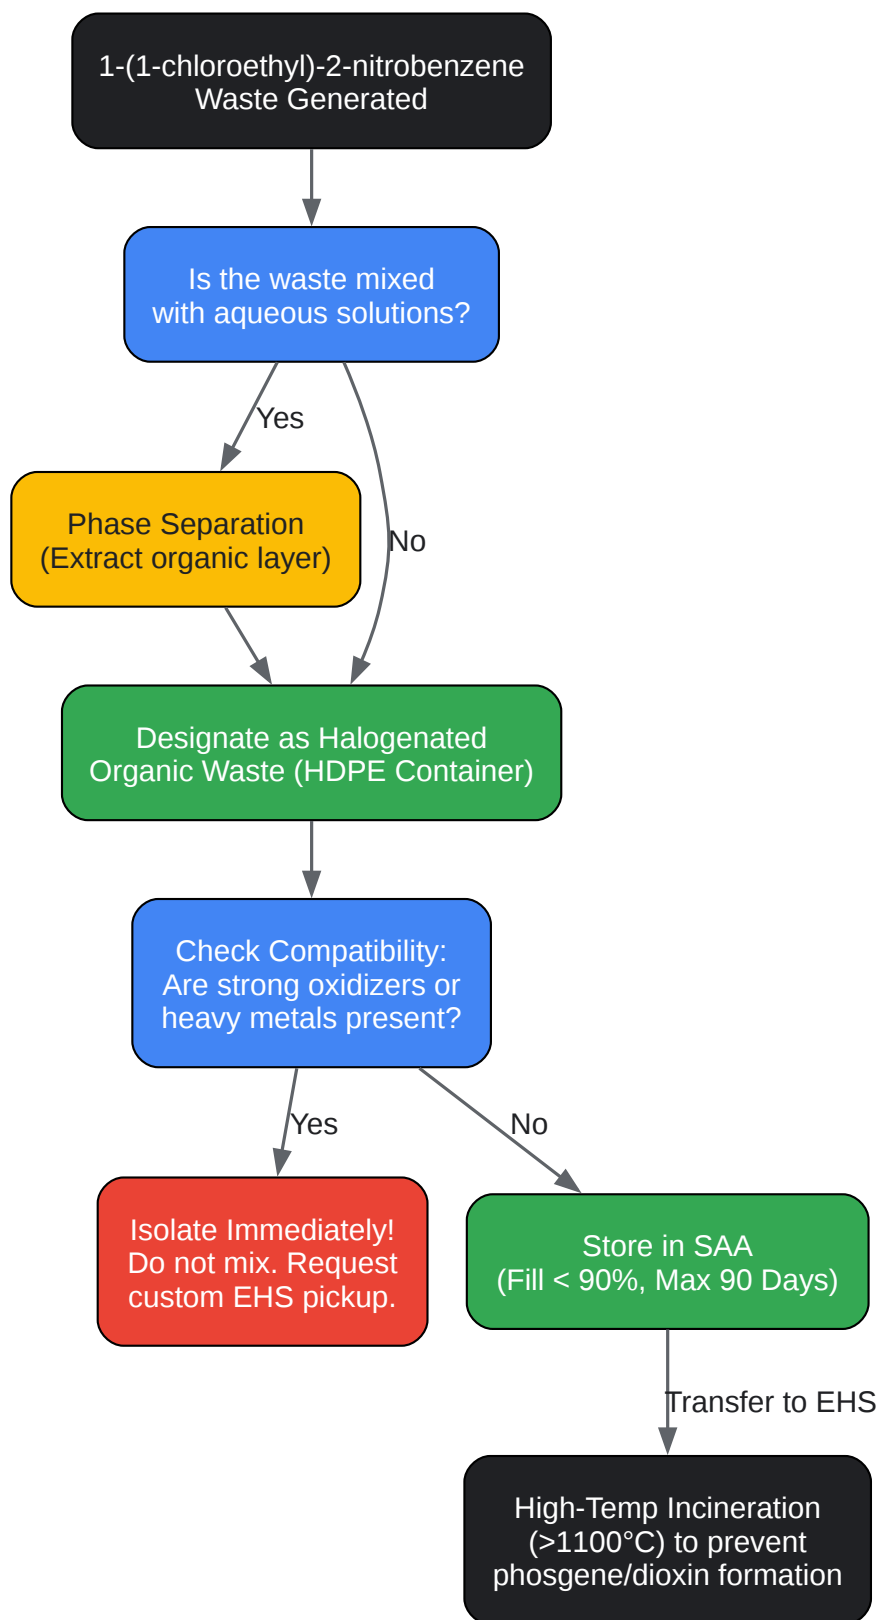 1-(1-chloroethyl)-2-nitrobenzene
Waste Generated
Is the waste mixed
with aqueous solutions?
Yes
Phase Separation
(Extract organic layer)
No
Designate as Halogenated
Organic Waste (HDPE Container)
Check Compatibility:
Are strong oxidizers or
heavy metals present?
Yes
No
Isolate Immediately!
Do not mix. Request
custom EHS pickup.
Store in SAA
(Fill < 90%, Max 90 Days)
Transfer to EHS
High-Temp Incineration
(>1100°C) to prevent
phosgene/dioxin formation